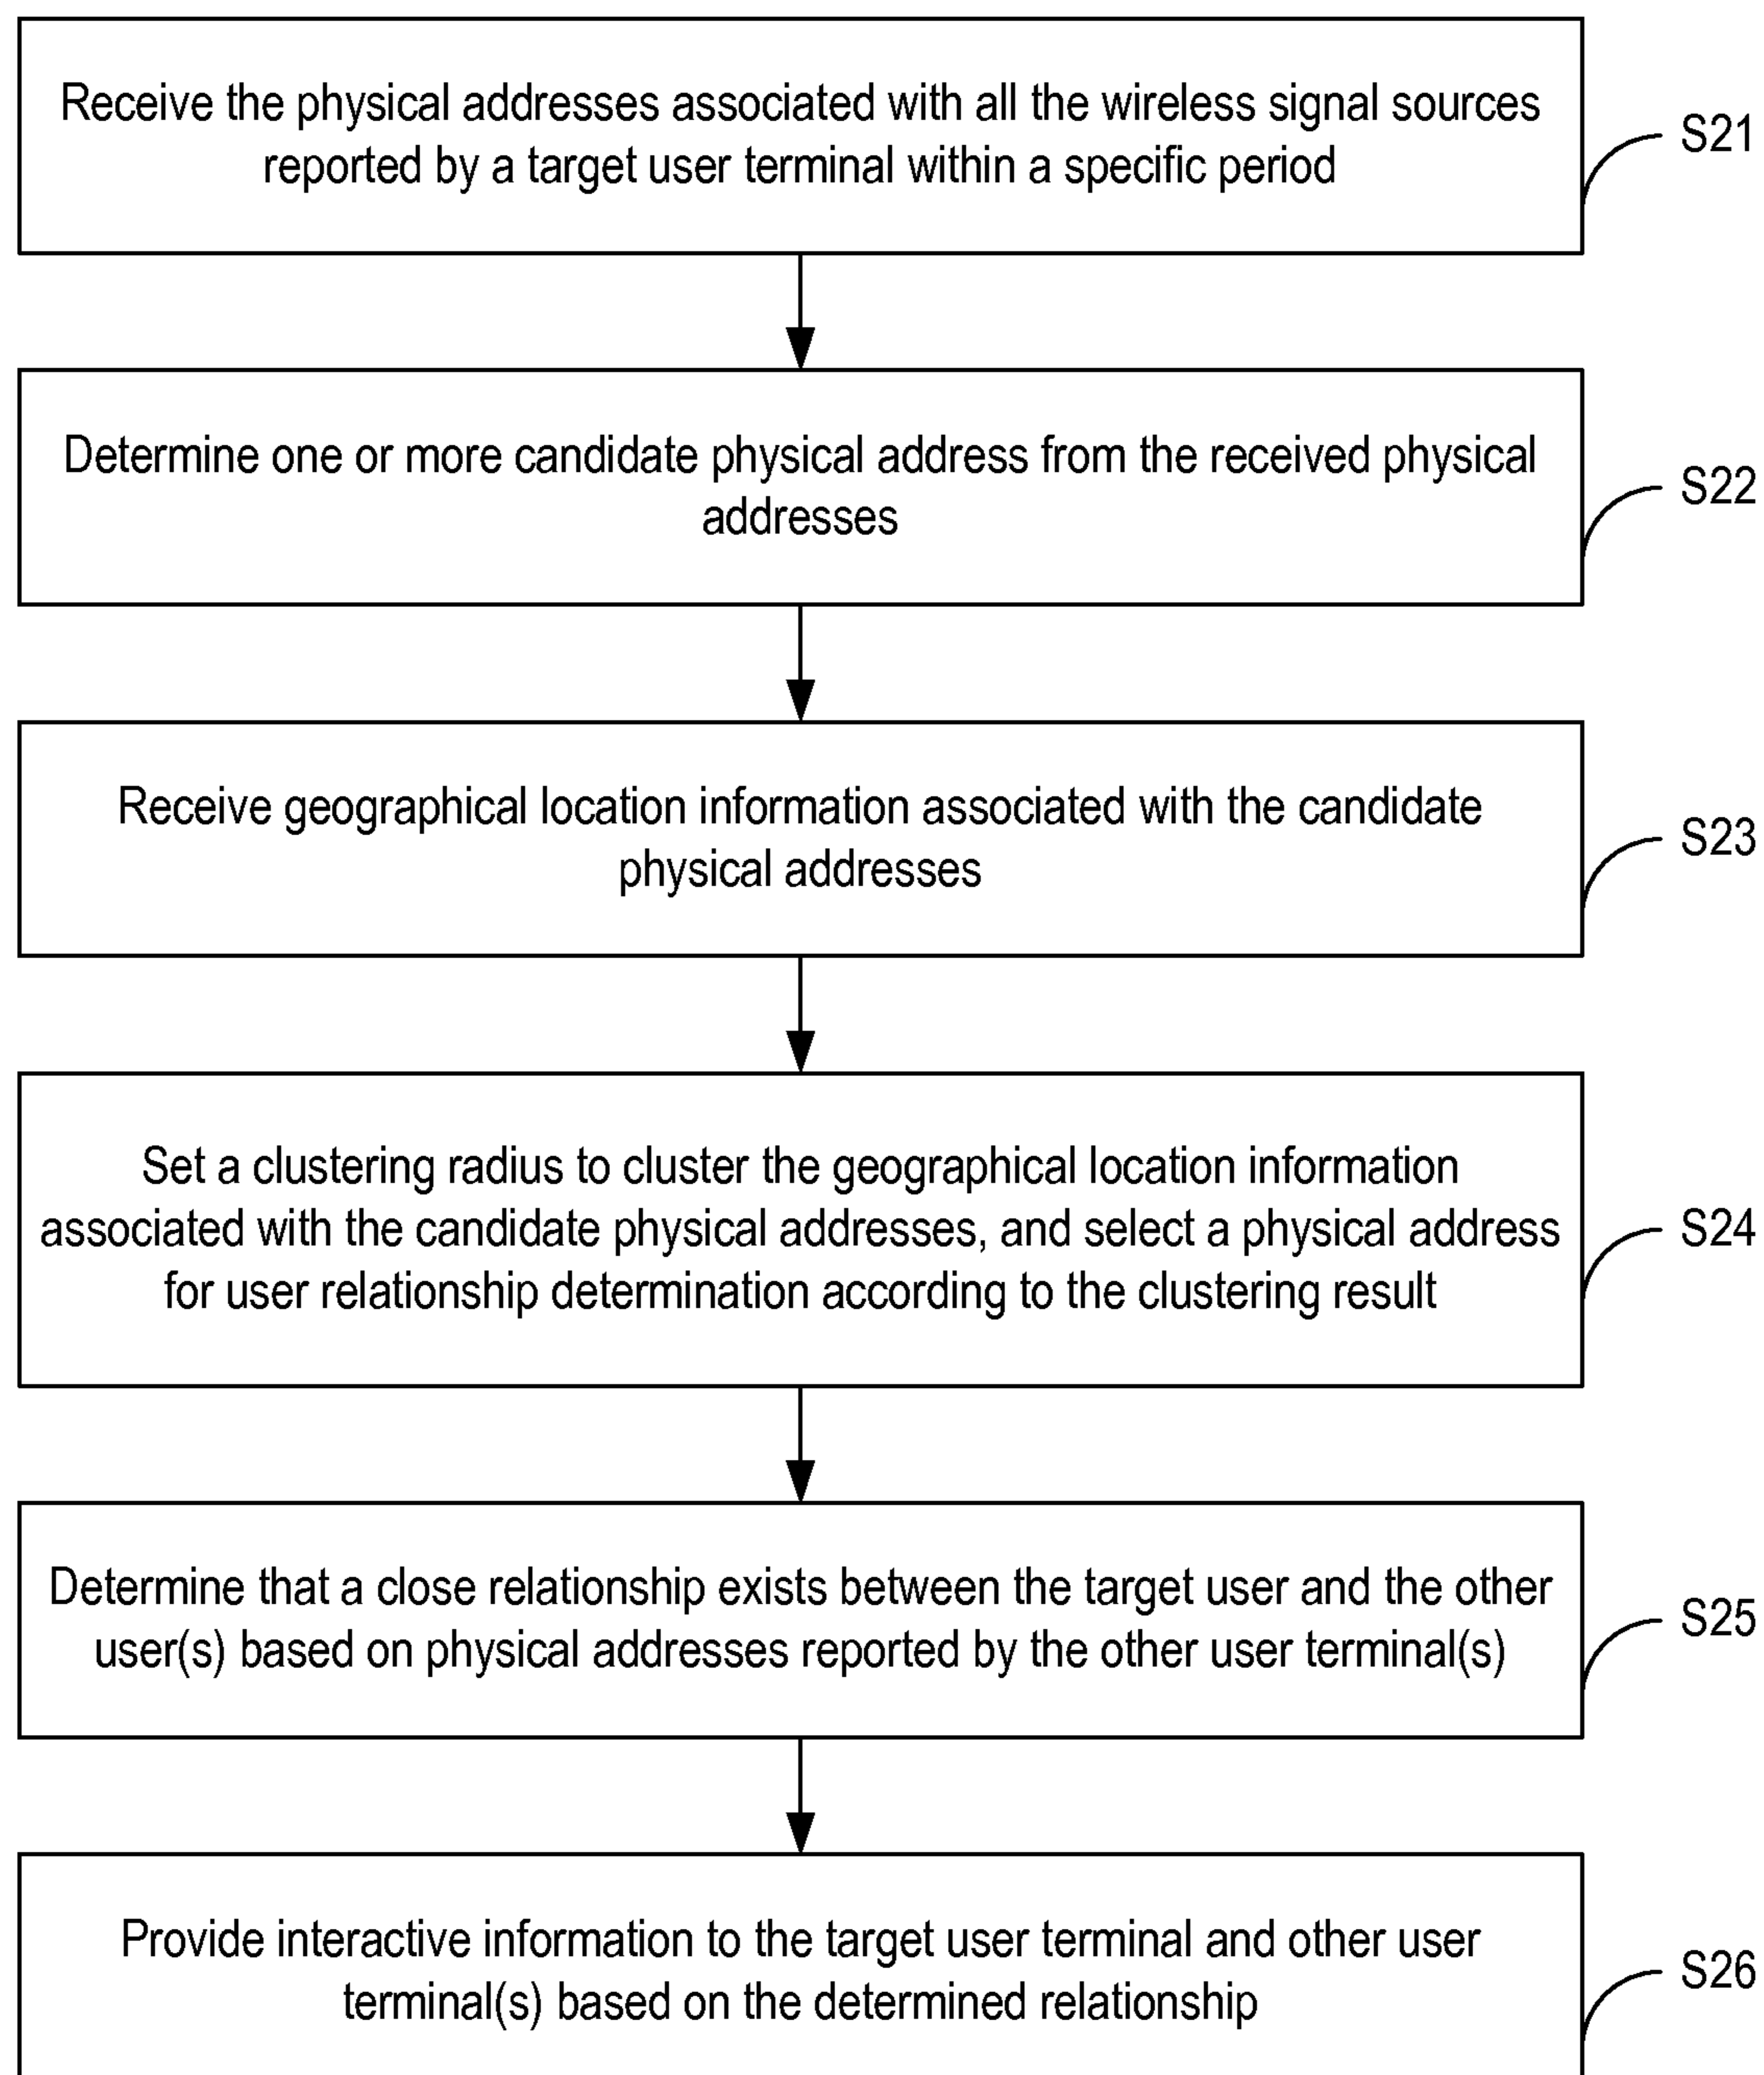 Receive the physical addresses associated with all the wireless signal sources
reported by a target user terminal within a specific period
S21
Determine one or more candidate physical address from the received physical
addresses
S22
Receive geographical location information associated with the candidate
physical addresses
S23
Set a clustering radius to cluster the geographical location information
associated with the candidate physical addresses, and select a physical address
for user relationship determination according to the clustering result
S24
Determine that a close relationship exists between the target user and the other
user(s) based on physical addresses reported by the other user terminal(s)
S25
Provide interactive information to the target user terminal and other user
terminal(s) based on the determined relationship
S26